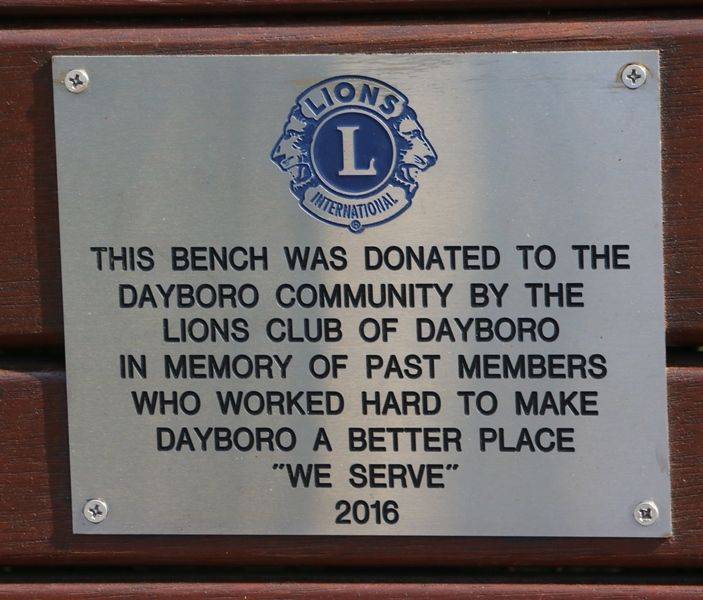 LIONS
L
INTERNATIONAL
®
THIS BENCH WAS DONATED TO THE
DAYBORO COMMUNITY BY THE
LIONS CLUB OF DAYBORO
IN MEMORY OF PAST MEMBERS
WHO WORKED HARD TO MAKE
DAYBORO A BETTER PLACE
"WE SERVE"
2016